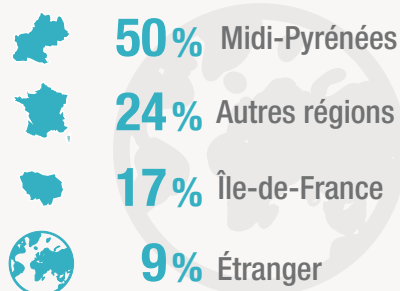 50% Midi-Pyrénées
24% Autres régions
17% Île-de-France
9% Étranger